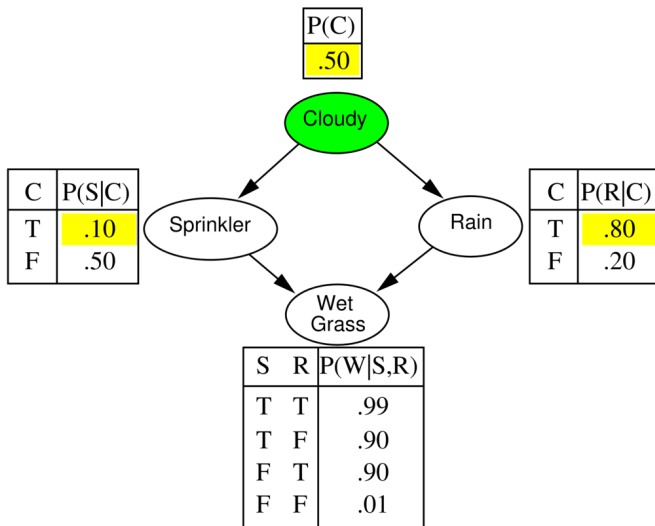 P(C)
.50
Cloudy
C P(S|C)
T .10
F .50
Sprinkler
Rain
C P(R|C)
T .80
F .20
Wet
Grass
S R P(W|S,R)
T T .99
T F .90
F T .90
F F .01